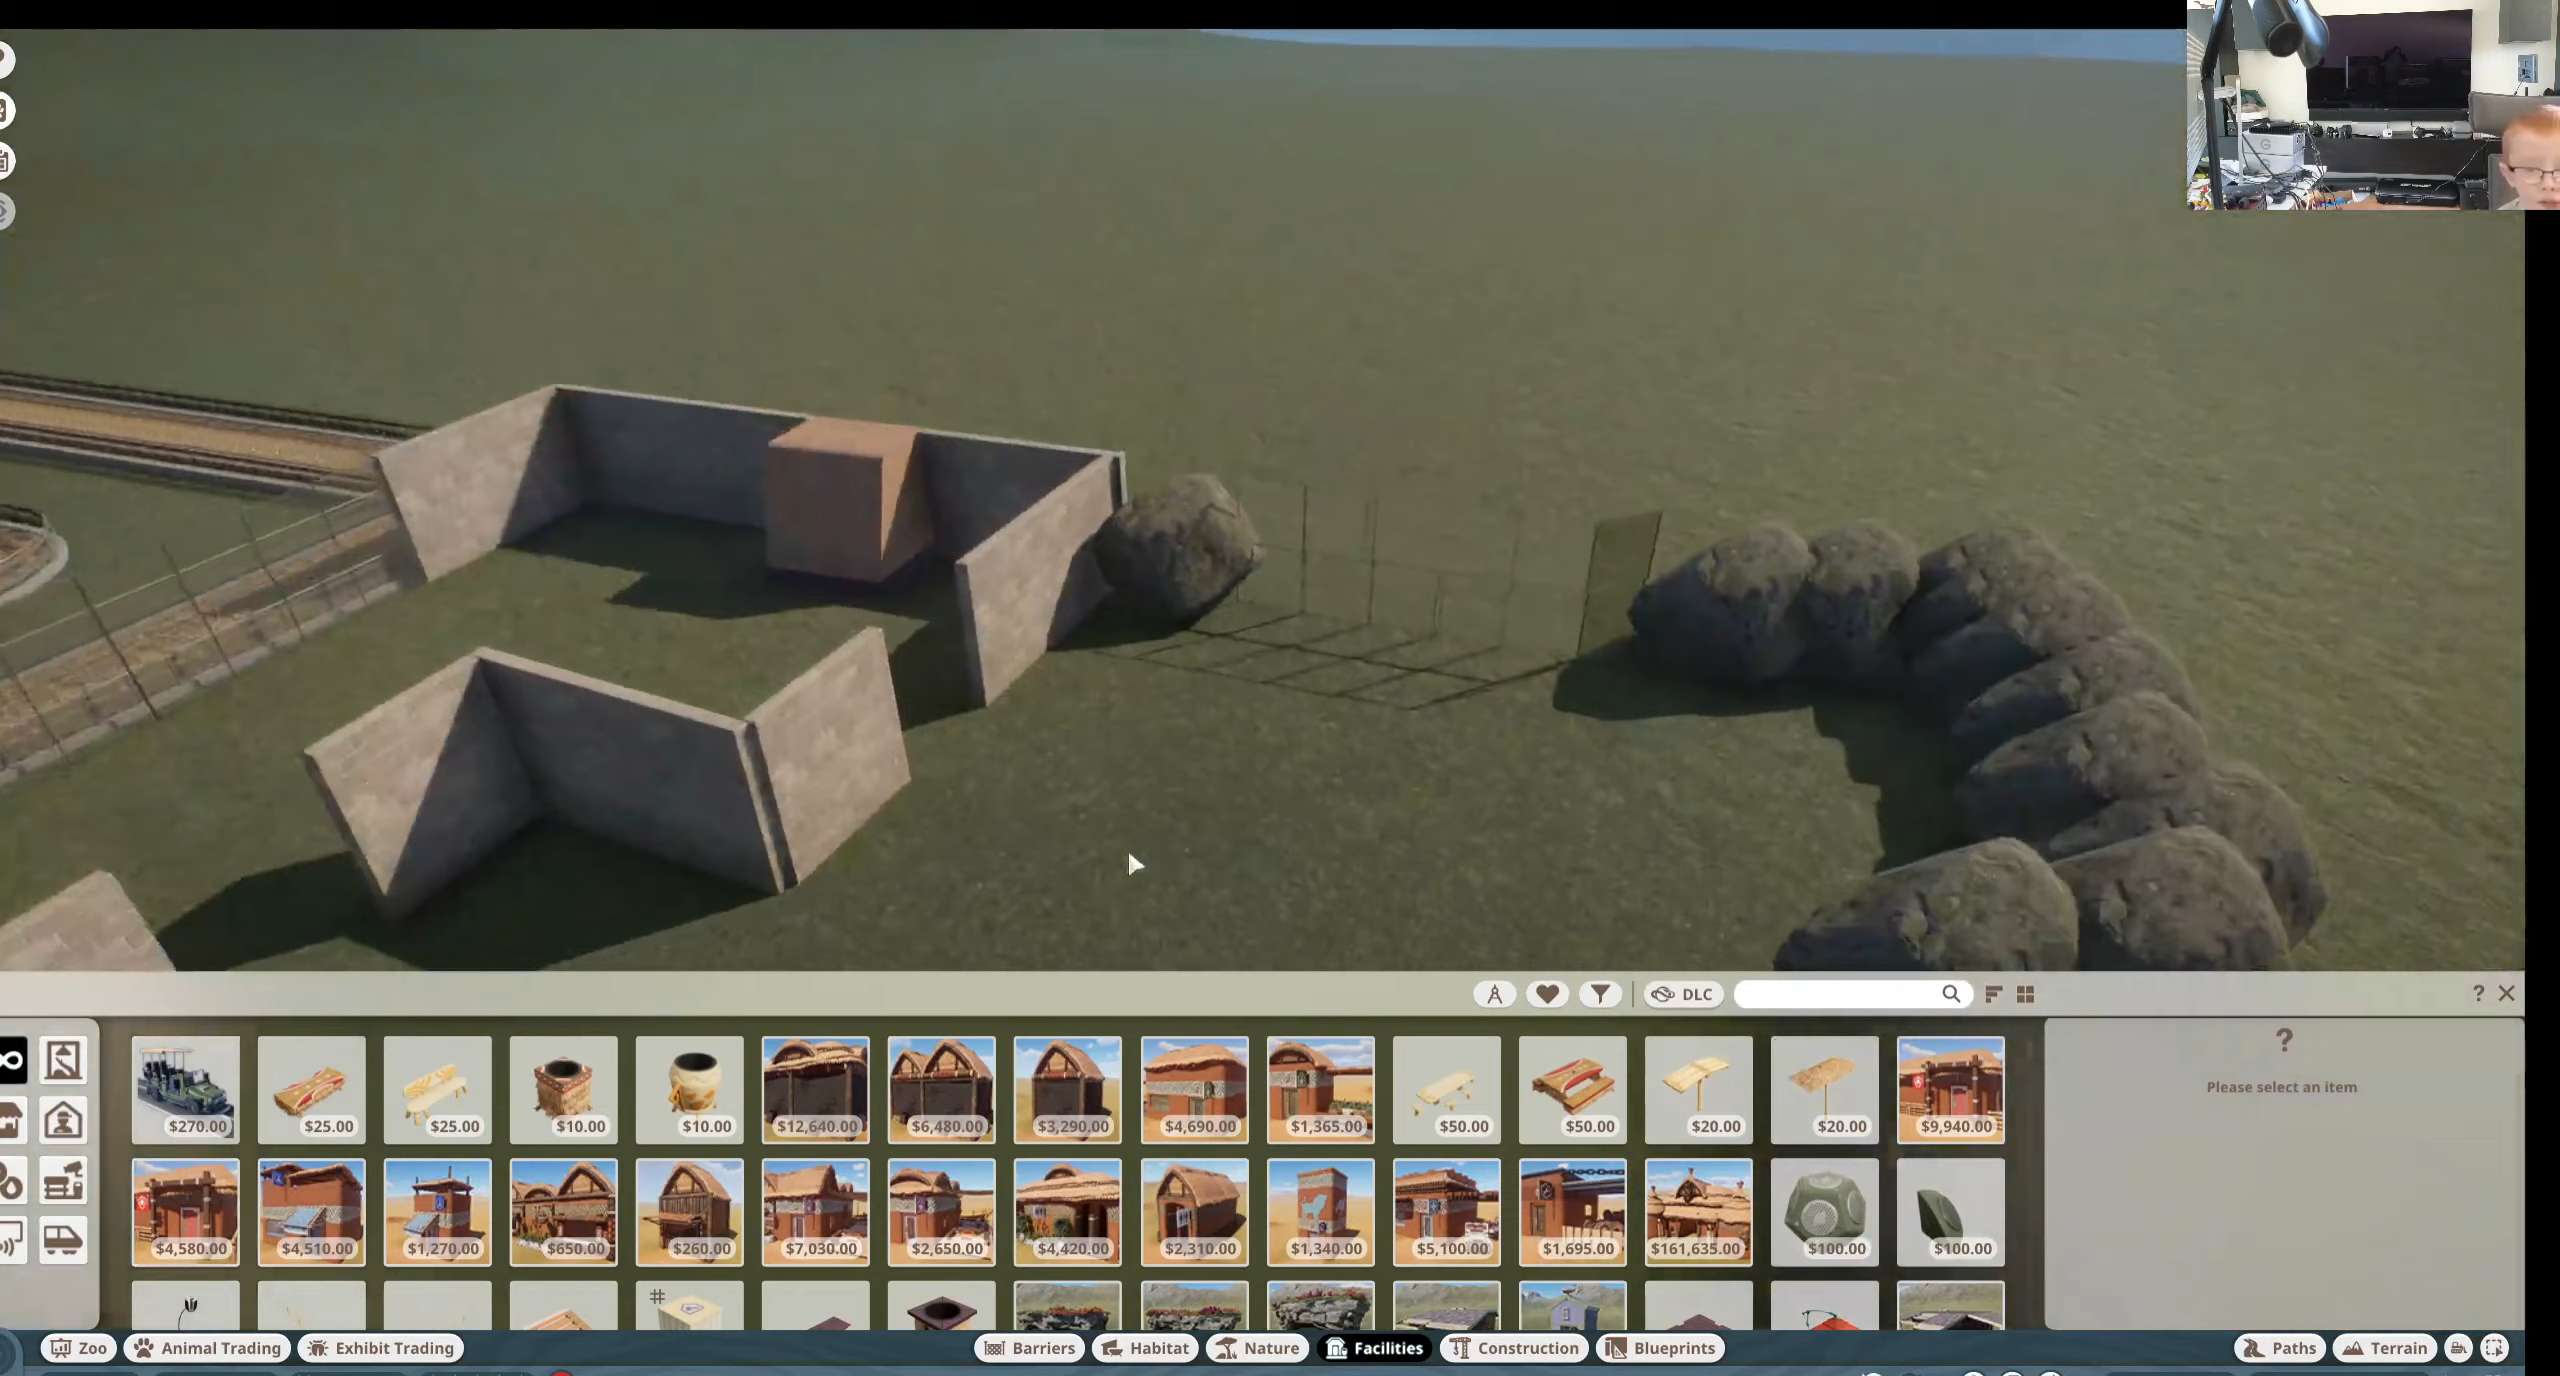 DLC
?
?
Please select an item
$270.00 $25.00 $25.00 $10.00 $10.00 $12,640.00 $6,480.00 $3,290.00 $4,690.00 $1,365.00 $50.00 $50.00 $20.00 $20.00 $9,940.00
$4,580.00 $4,510.00 $1,270.00 $650.00 $260.00 $7,030.00 $2,650.00 $4,420.00 $2,310.00 $1,340.00 $5,100.00 $1,695.00 $161,635.00 $100.00 $100.00
Zoo Animal Trading Exhibit Trading Barriers Habitat Nature Facilities Construction Blueprints Paths Terrain